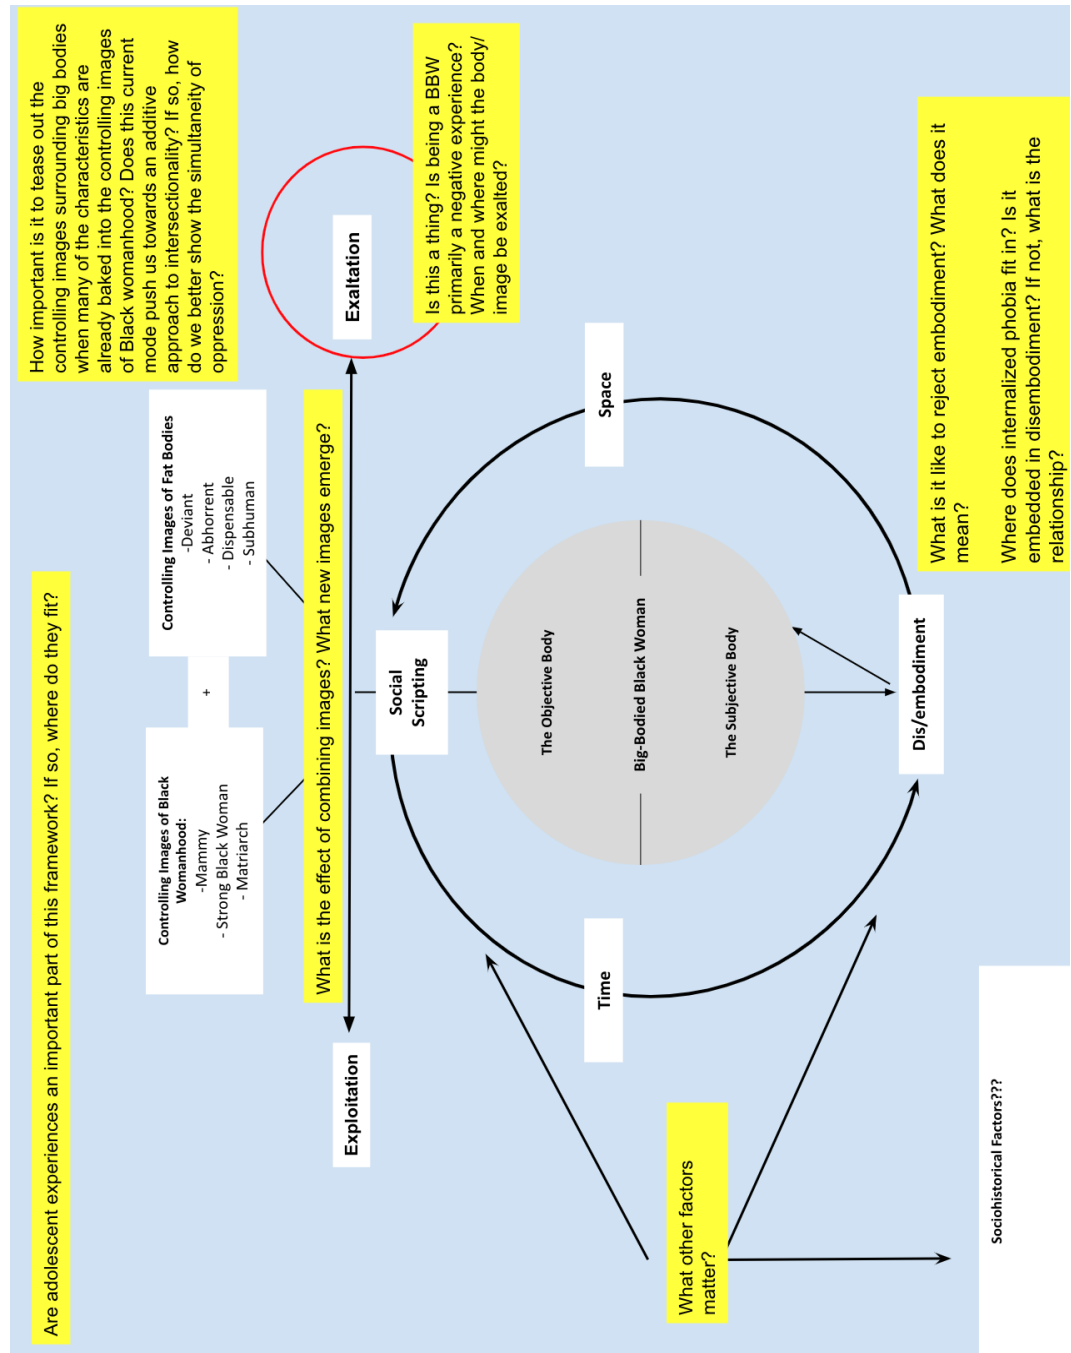 Are adolescent experiences an important part of this framework? If so, where do they fit?
Controlling Images of Black
Womanhood:
-Mammy
- Strong Black Woman
- Matriarch
+
Controlling Images of Fat Bodies
-Deviant
- Abhorrent
- Dispensable
- Subhuman
How important is it to tease out the
controlling images surrounding big bodies
when many of the characteristics are
already baked into the controlling images
of Black womanhood? Does this current
mode push us towards an additive
approach to intersectionality? If so, how
do we better show the simultaneity of
oppression?
What is the effect of combining images? What new images emerge?
Exploitation
Exaltation
Is this a thing? Is being a BBW
primarily a negative experience?
When and where might the body/
image be exalted?
Social
Scripting
Time
Space
The Objective Body
Big-Bodied Black Woman
The Subjective Body
What other factors
matter?
Dis/embodiment
What is it like to reject embodiment? What does it
mean?
Where does internalized phobia fit in? Is it
embedded in disembodiment? If not, what is the
relationship?
Sociohistorical Factors???